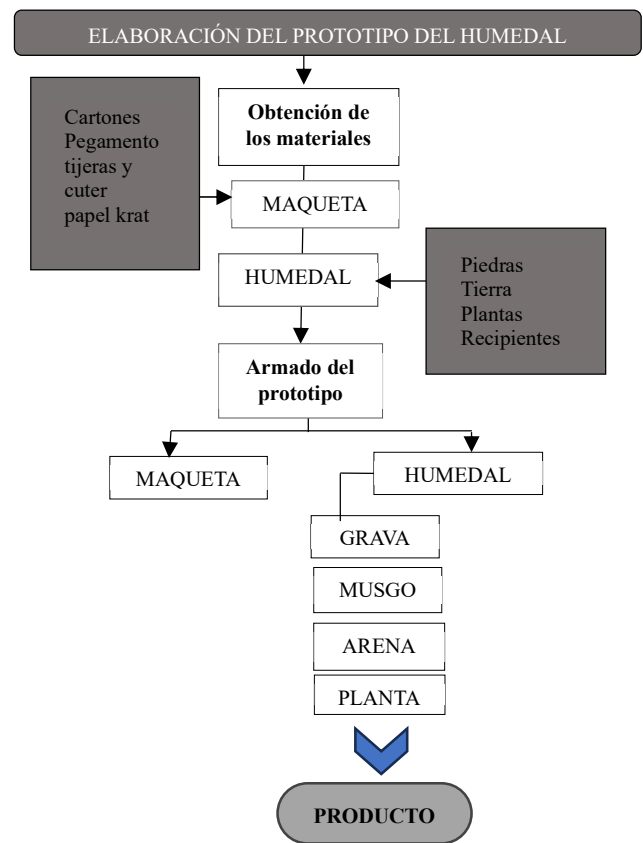 ELABORACIÓN DEL PROTOTIPO DEL HUMEDAL
Obtención de
los materiales
Cartones
Pegamento
tijeras y
cuter
papel krat
MAQUETA
HUMEDAL
Piedras
Tierra
Plantas
Recipientes
Armado del
prototipo
MAQUETA
HUMEDAL
GRAVA
MUSGO
ARENA
PLANTA
PRODUCTO